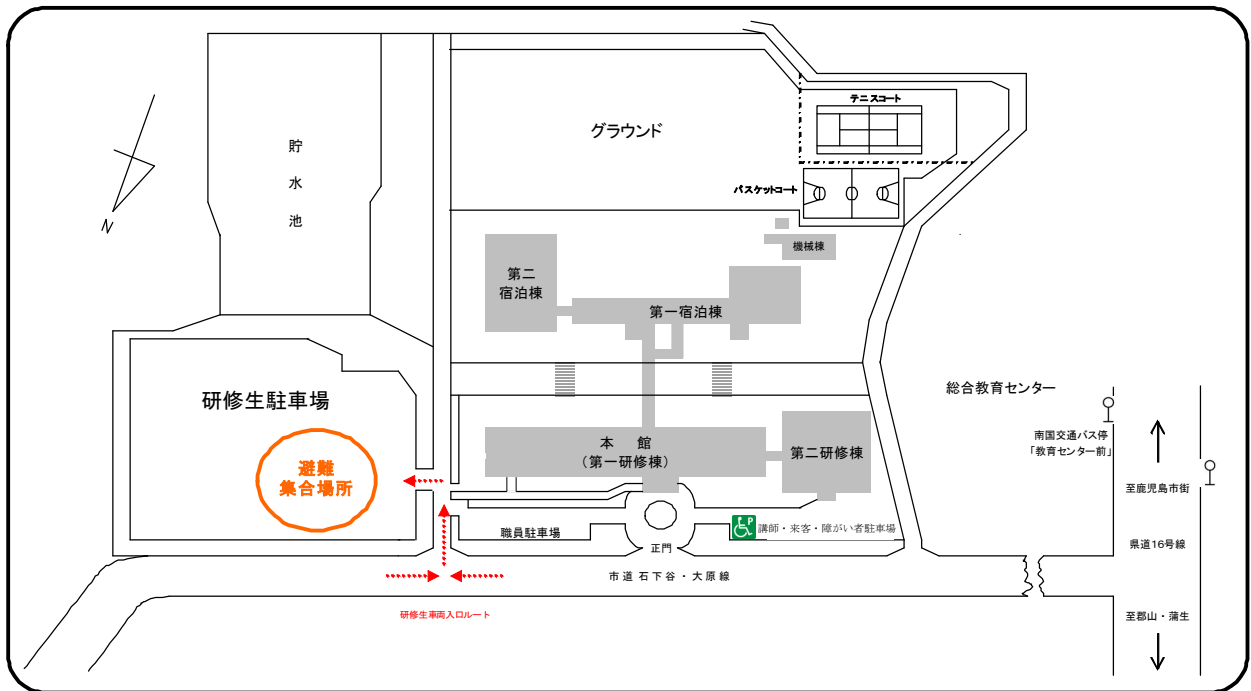 テニスコート
グラウンド
貯
水
池
バスケットコート
N
機械棟
第二
宿泊棟
第一宿泊棟
総合教育センター
研修生駐車場
南国交通バス停
「教育センター前」
本 館
(第一研修棟)
第二研修棟
避難
集合場所
至鹿児島市街
P
職員駐車場
講師・来客・障がい者駐車場
正門
県道16号線
市道 石下谷・大原線
研修生車両入口ルート
至郡山・蒲生